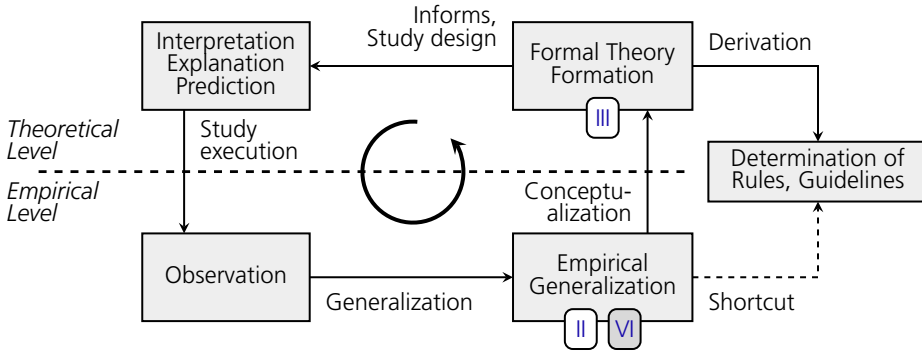 Informs,
Study design
Interpretation
Explanation
Prediction
Formal Theory
Formation
III
Derivation
Theoretical
Level
Study
execution
Determination of
Rules, Guidelines
Empirical
Level
Conceptu-
alization
Observation
Generalization
Empirical
Generalization
II
VI
Shortcut